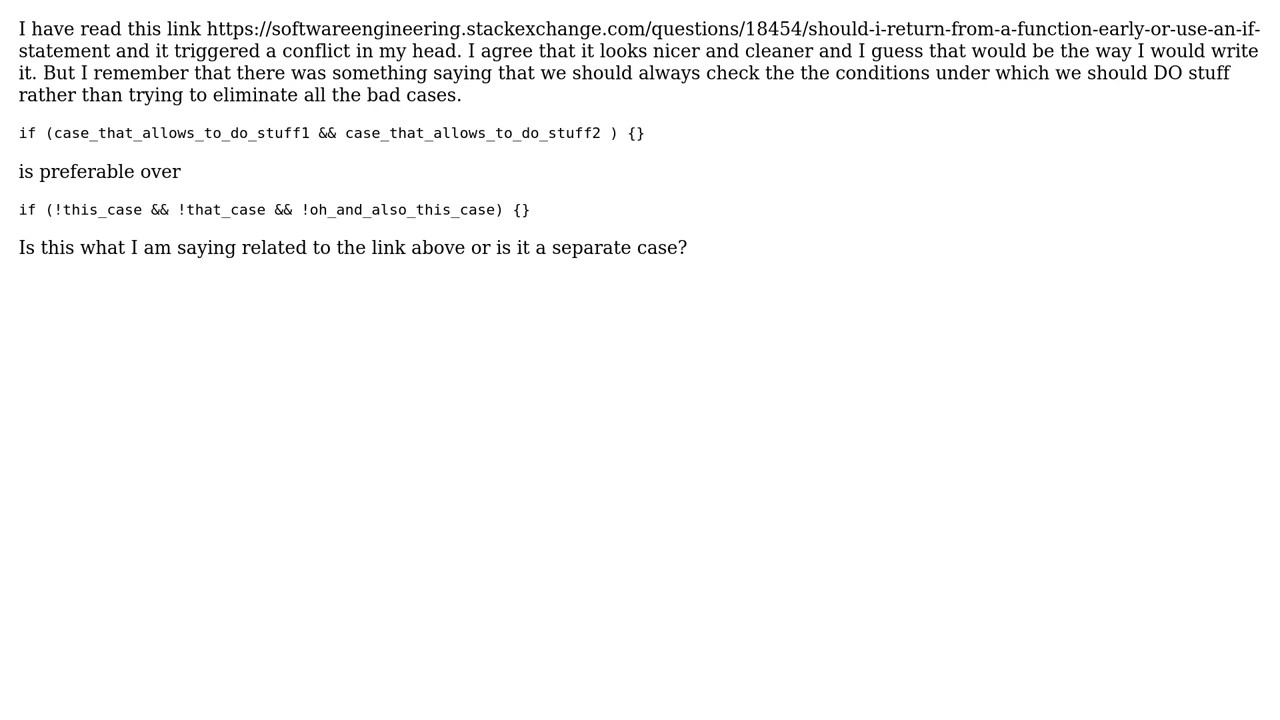 I have read this link https://softwareengineering.stackexchange.com/questions/18454/should-i-return-from-a-function-early-or-use-an-if-
statement and it triggered a conflict in my head. I agree that it looks nicer and cleaner and I guess that would be the way I would write
it. But I remember that there was something saying that we should always check the the conditions under which we should DO stuff
rather than trying to eliminate all the bad cases.
if (case_that_allows_to_do_stuff1 && case_that_allows_to_do_stuff2 ) {}
is preferable over
if (!this_case && !that_case && !oh_and_also_this_case) {}
Is this what I am saying related to the link above or is it a separate case?